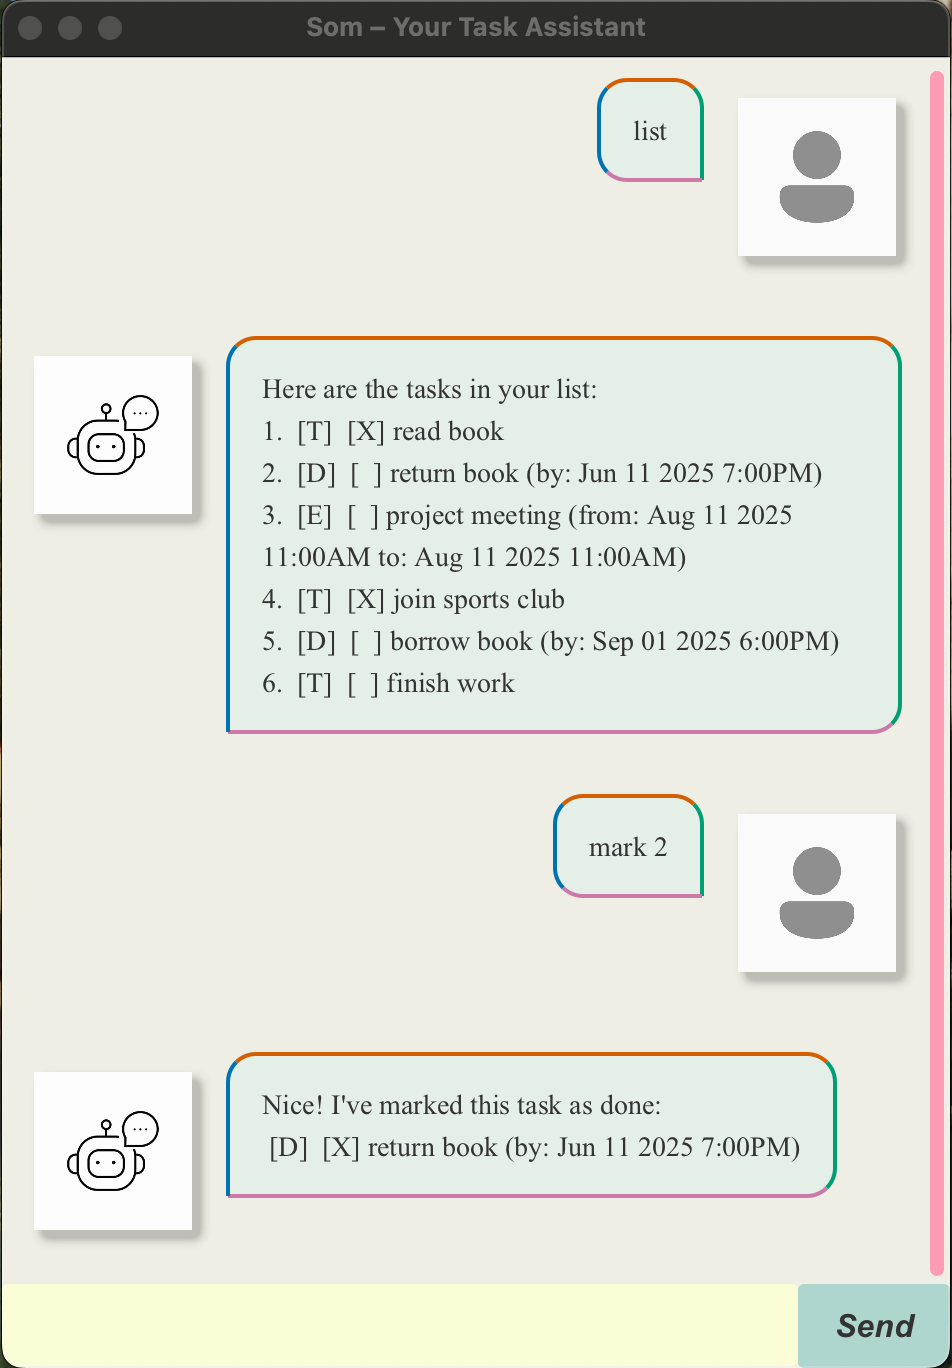 Som – Your Task Assistant
list
Here are the tasks in your list:
1. [T] [X] read book
2. [D] [ ] return book (by: Jun 11 2025 7:00PM)
3. [E] [ ] project meeting (from: Aug 11 2025
11:00AM to: Aug 11 2025 11:00AM)
4. [T] [X] join sports club
5. [D] [ ] borrow book (by: Sep 01 2025 6:00PM)
6. [T] [ ] finish work
mark 2
Nice! I've marked this task as done:
[D] [X] return book (by: Jun 11 2025 7:00PM)
Send